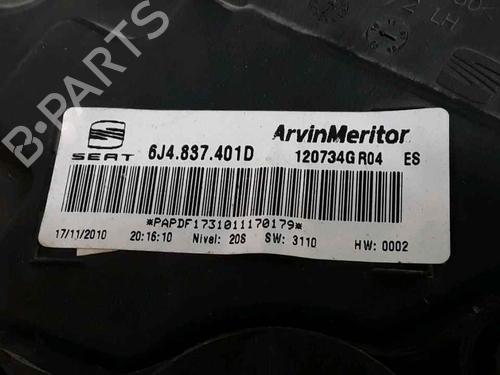 B-PARTS
LH
SEAT
6J4.837.401D
ArvinMeritor
120734G R04 ES
*PAPDF1731011170179*
17/11/2010 20:16:10 Nivel: 20S SW: 3110 HW: 0002